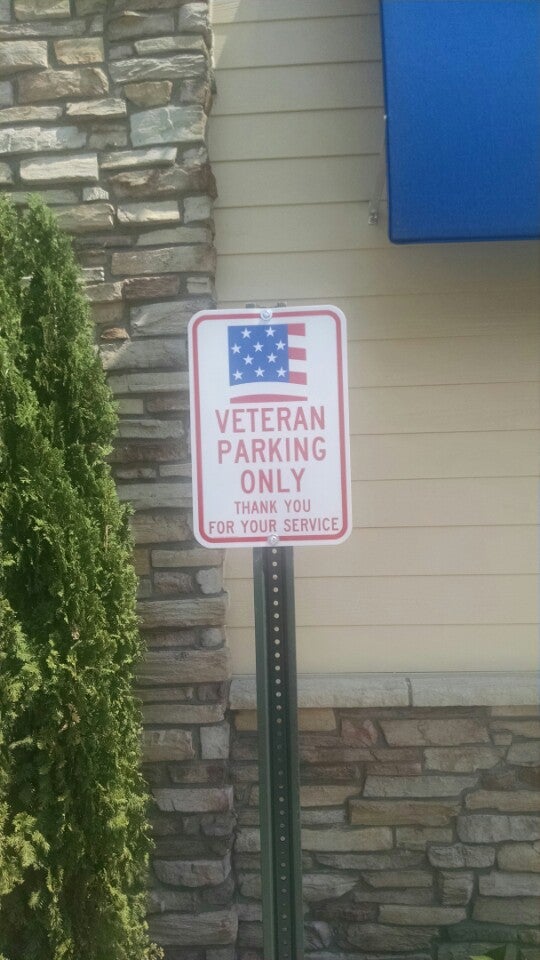 VETERAN
PARKING
ONLY
THANK YOU
FOR YOUR SERVICE